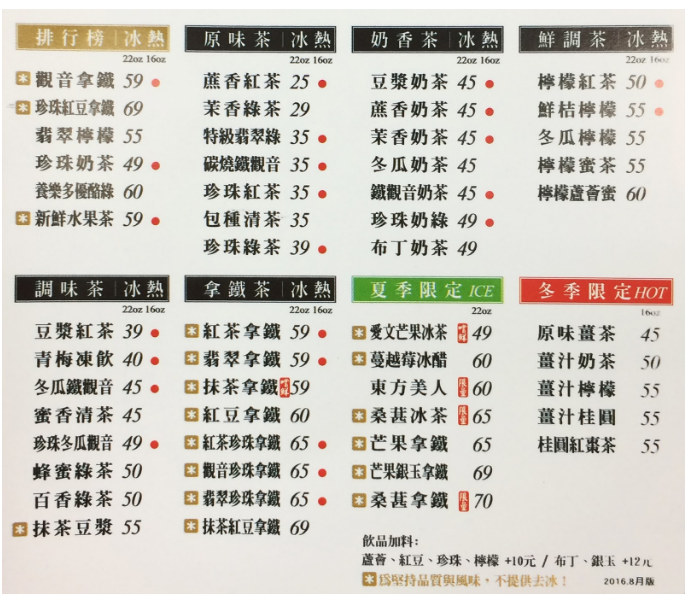 排行榜 冰 熱
22oz 16oz
* 觀音拿鐵 59 ●
* 珍珠紅豆拿鐵 69
翡翠檸檬 55
珍珠奶茶 49 ●
養樂多優酪綠 60
* 新鮮水果茶 59 ●
原味茶 冰 熱
22oz 16oz
蔗香紅茶 25 ●
茉香綠茶 29
特級翡翠綠 35 ●
碳燒鐵觀音 35 ●
珍珠紅茶 35 ●
包種清茶 35
珍珠綠茶 39 ●
奶香茶 冰 熱
22oz 16oz
豆漿奶茶 45 ●
蔗香奶茶 45 ●
茉香奶茶 45 ●
冬瓜奶茶 45
鐵觀音奶茶 45 ●
珍珠奶綠 49 ●
布丁奶茶 49
鮮調茶 冰 熱
22oz 16oz
檸檬紅茶 50 ●
鮮桔檸檬 55 ●
冬瓜檸檬 55
檸檬蜜茶 55
檸檬蘆薈蜜 60
調味茶 冰 熱
22oz 16oz
豆漿紅茶 39 ●
青梅凍飲 40 ●
冬瓜鐵觀音 45 ●
蜜香清茶 45
珍珠冬瓜觀音 49 ●
蜂蜜綠茶 50
百香綠茶 50
* 抹茶豆漿 55
拿鐵茶 冰 熱
22oz 16oz
* 紅茶拿鐵 59 ●
* 翡翠拿鐵 59 ●
* 抹茶拿鐵 嚐鮮 59
* 紅豆拿鐵 60
* 紅茶珍珠拿鐵 65 ●
* 觀音珍珠拿鐵 65 ●
* 翡翠珍珠拿鐵 65 ●
* 抹茶紅豆拿鐵 69
夏季限定 ICE
22oz
* 愛文芒果冰茶 嚐鮮 49
* 蔓越莓冰醋 60
東方美人 限量 60
* 桑葚冰茶 限量 65
* 芒果拿鐵 65
* 芒果銀玉拿鐵 69
* 桑葚拿鐵 限量 70
冬季限定 HOT
16oz
原味薑茶 45
薑汁奶茶 50
薑汁檸檬 55
薑汁桂圓 55
桂圓紅棗茶 55
飲品加料:
蘆薈、紅豆、珍珠、檸檬 +10元 / 布丁、銀玉 +12元
* 為堅持品質與風味，不提供去冰！
2016.8月版